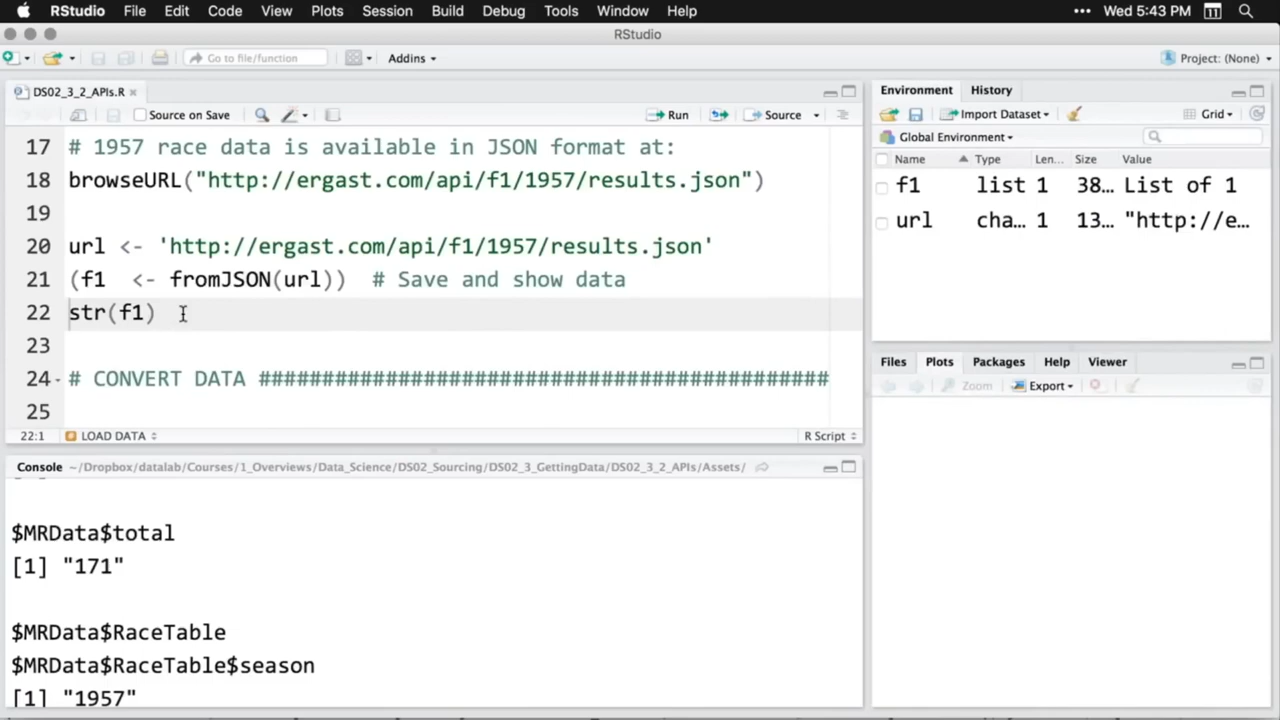 RStudio File Edit Code View Plots Session Build Debug Tools Window Help ••• Wed 5:43 PM 11
RStudio
Go to file/function Addins Project: (None)
DS02_3_2_APIs.R
Source on Save Run Source
17 # 1957 race data is available in JSON format at:
18 browseURL("http://ergast.com/api/f1/1957/results.json")
19
20 url <- 'http://ergast.com/api/f1/1957/results.json'
21 (f1 <- fromJSON(url)) # Save and show data
22 str(f1)
23
24 # CONVERT DATA ###########################################
25
22:1 LOAD DATA R Script
Console ~/Dropbox/datalab/Courses/1_Overviews/Data_Science/DS02_Sourcing/DS02_3_GettingData/DS02_3_2_APIs/Assets/
$MRData$total
[1] "171"
$MRData$RaceTable
$MRData$RaceTable$season
[1] "1957"
Environment History
Import Dataset Grid
Global Environment
Name Type Len... Size Value
f1 list 1 38... List of 1
url cha... 1 13... "http://e...
Files Plots Packages Help Viewer
Zoom Export